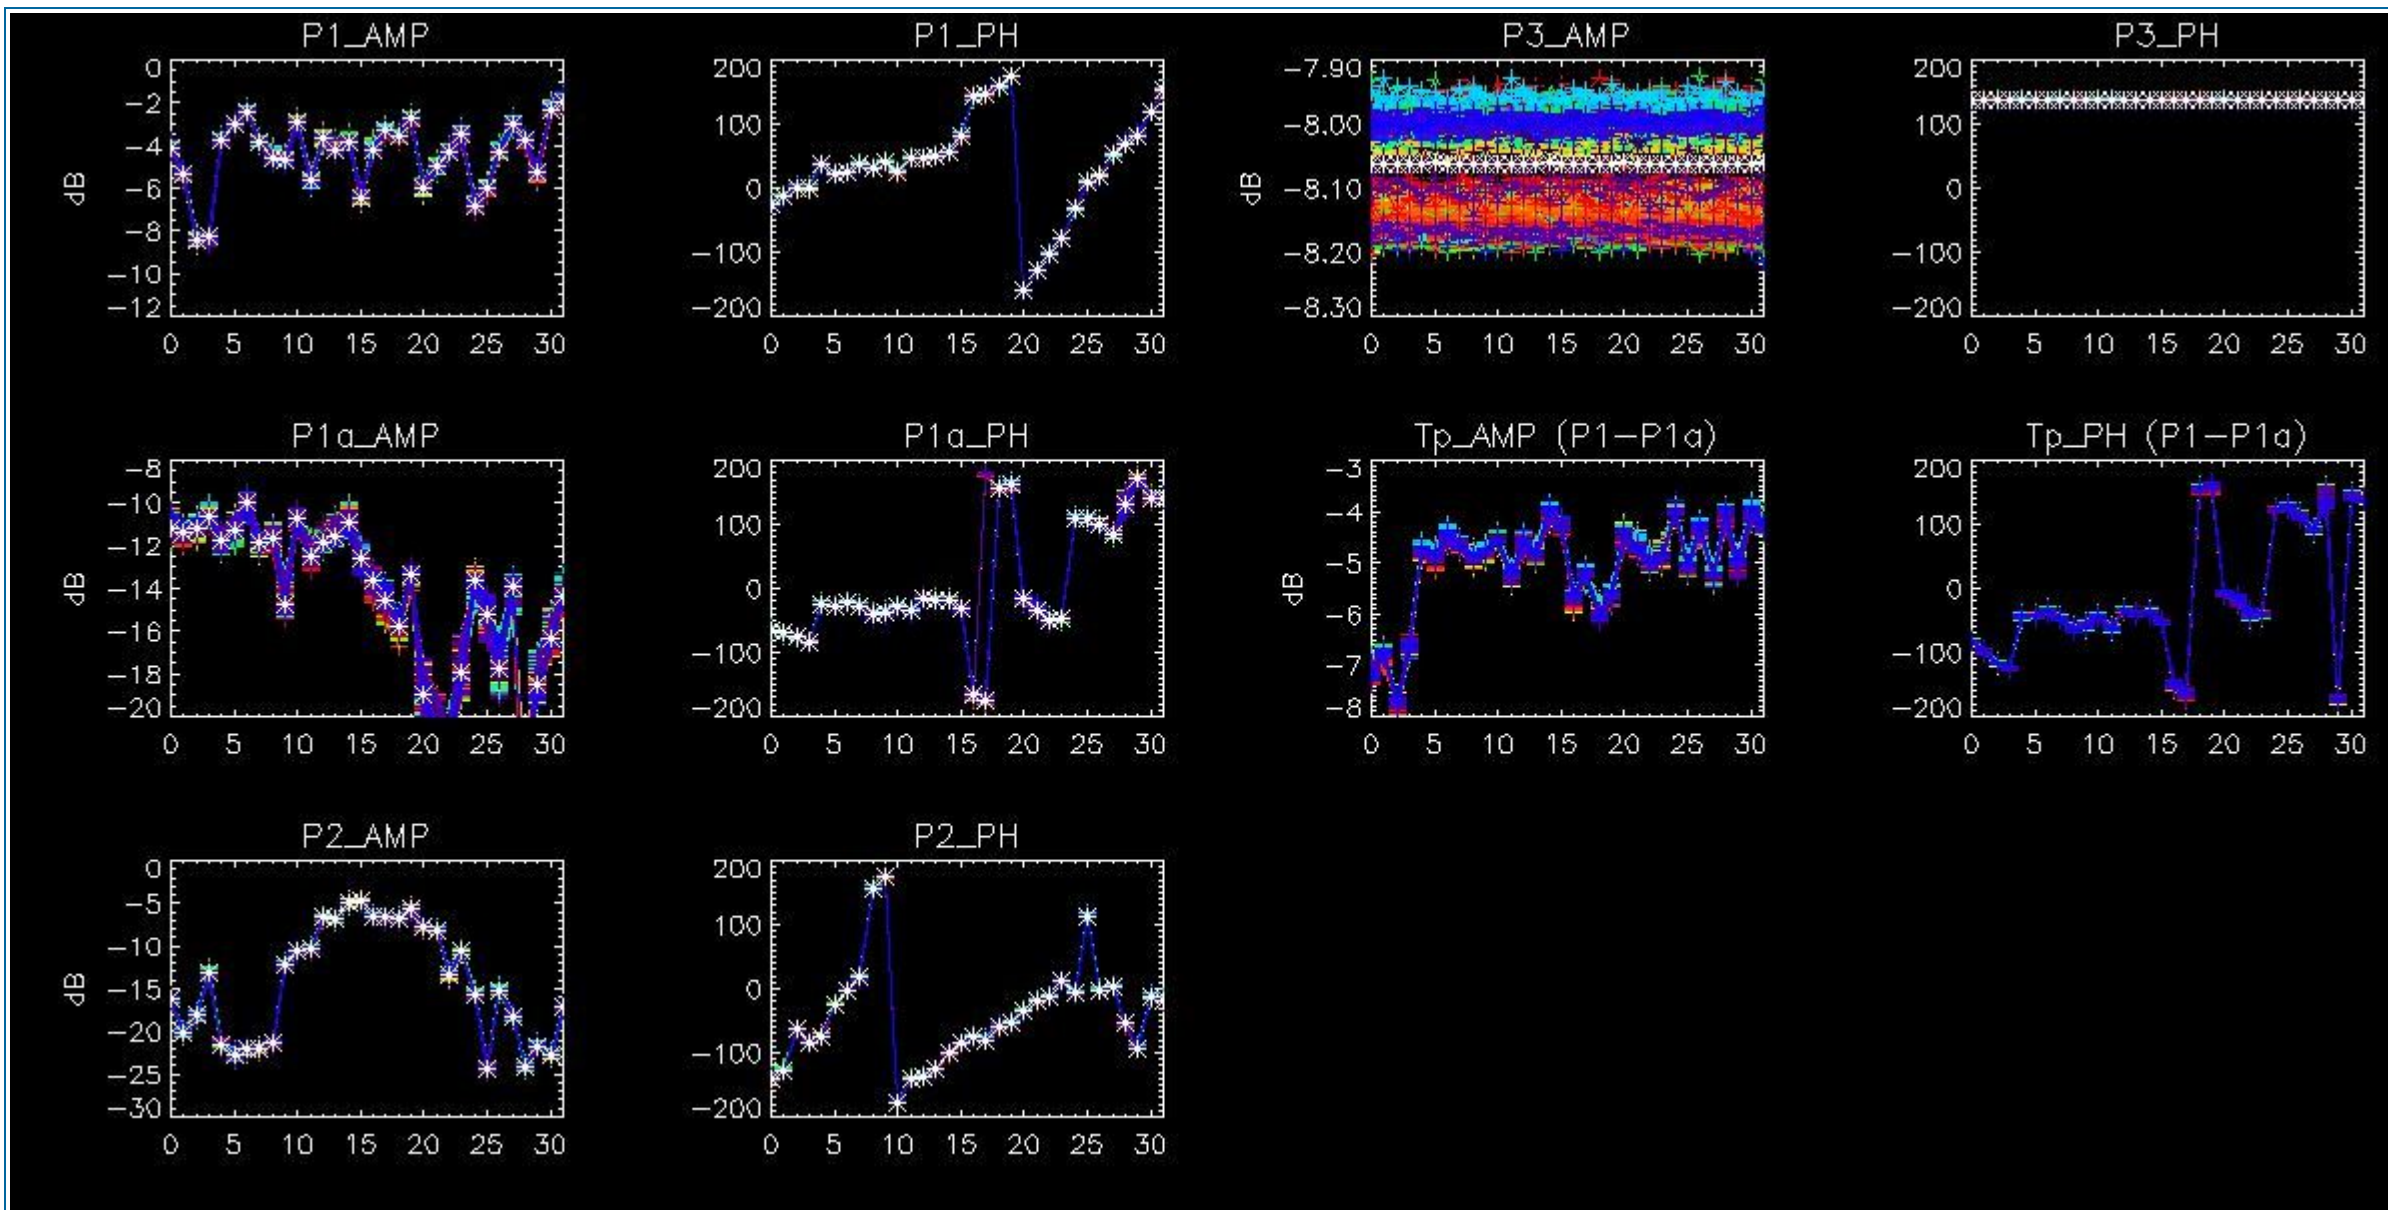 P1_AMP P1_PH P3_AMP P3_PH
0 200 -7.90 200
-2 100 -8.00 100
-4 0 -8.10 0
-6 -100 -8.20 -100
-8 -200 -8.30 -200
-10
-12
dB dB
0 5 10 15 20 25 30 0 5 10 15 20 25 30 0 5 10 15 20 25 30 0 5 10 15 20 25 30
P1a_AMP P1a_PH Tp_AMP (P1-P1a) Tp_PH (P1-P1a)
-8 200 -3 200
-10 100 -4 100
-12 0 -5 0
-14 -100 -6 -100
-16 -200 -7 -200
-18 -8
-20
dB dB
0 5 10 15 20 25 30 0 5 10 15 20 25 30 0 5 10 15 20 25 30 0 5 10 15 20 25 30
P2_AMP P2_PH
0 200
-5 100
-10 0
-15 -100
-20 -200
-25
-30
dB
0 5 10 15 20 25 30 0 5 10 15 20 25 30